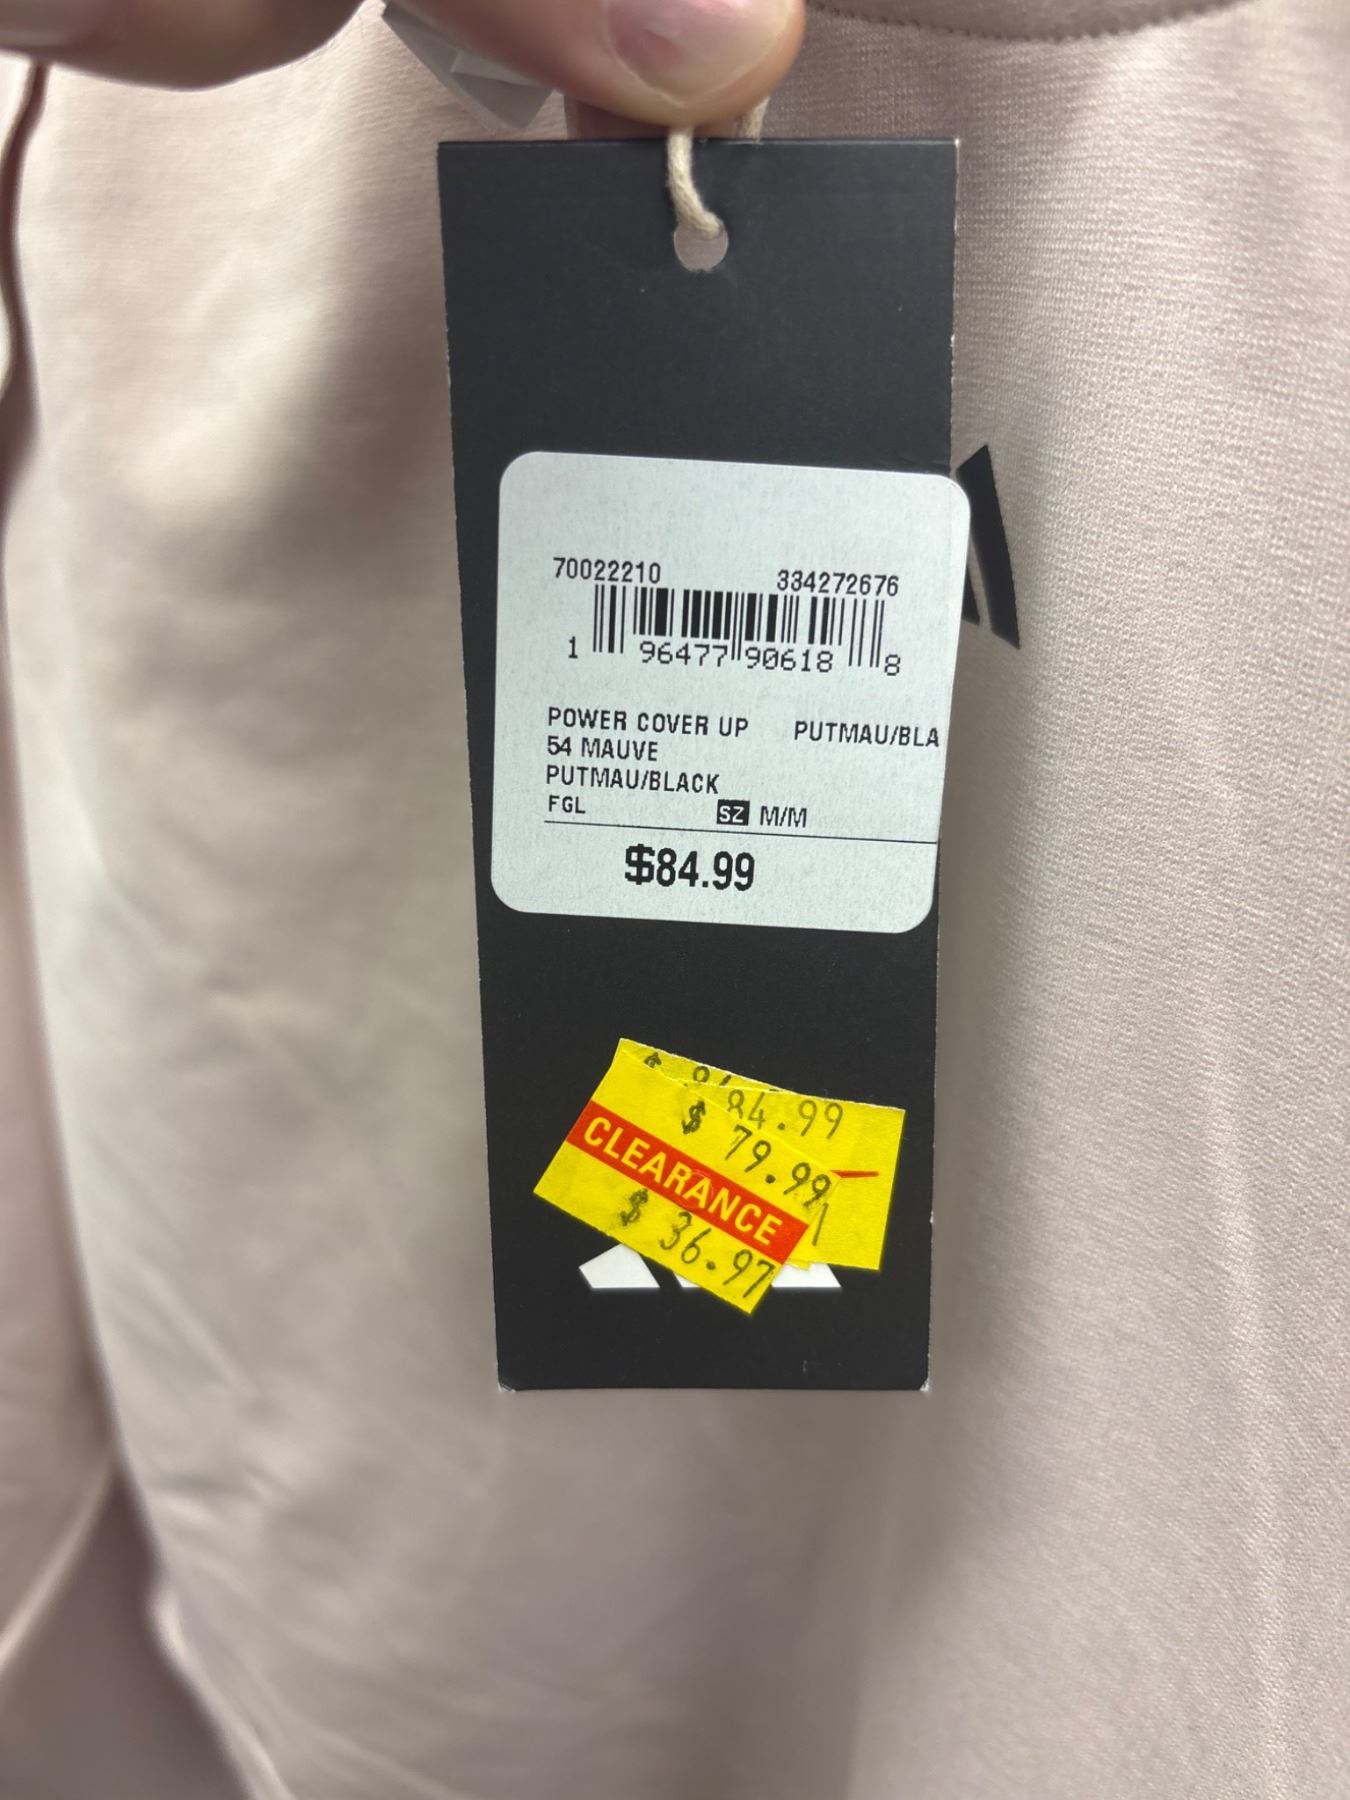 70022210 334272676
1 96477 90618 8
POWER COVER UP PUTMAU/BLA
54 MAUVE
PUTMAU/BLACK
FGL SZ M/M
$84.99
84.99
$ 79.99
CLEARANCE
$ 36.97